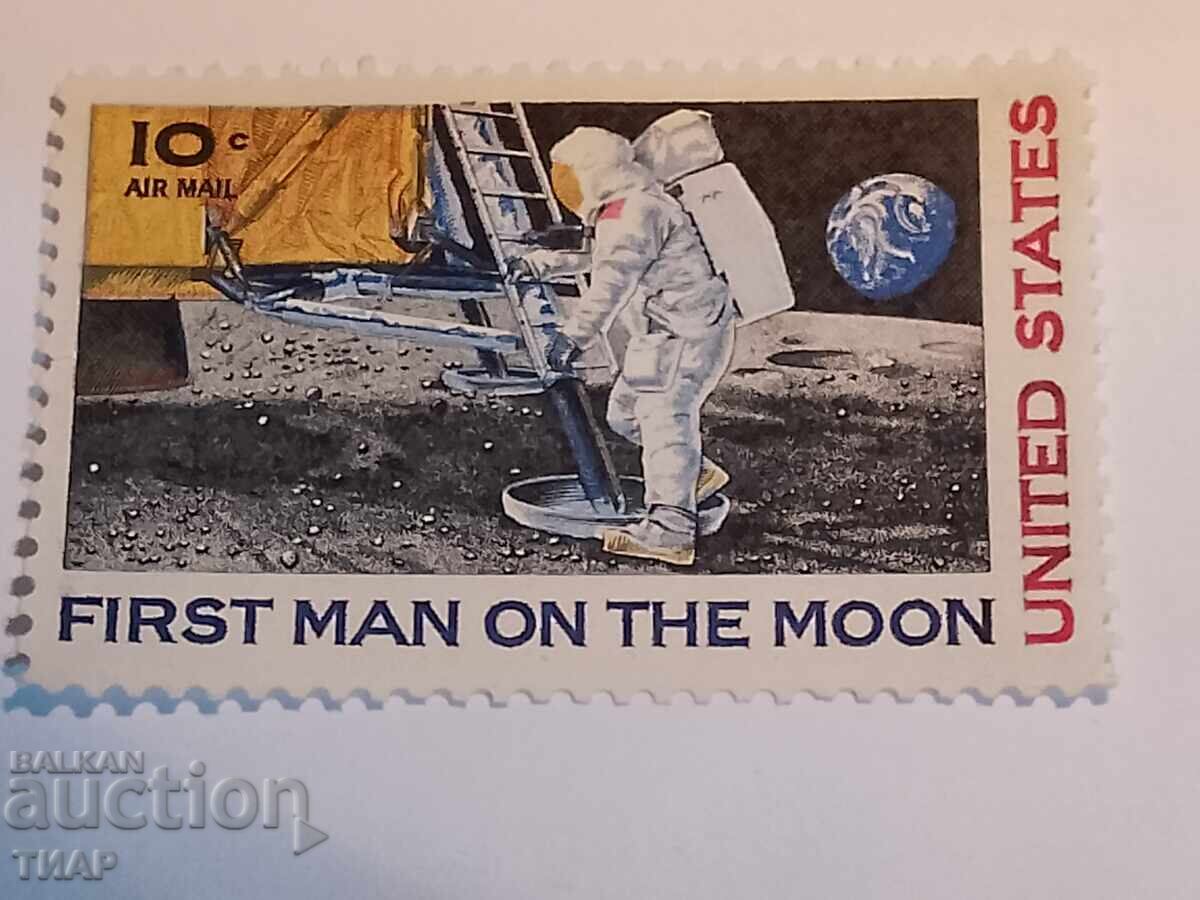 10c
AIR MAIL
UNITED STATES
FIRST MAN ON THE MOON
BALKAN
auction
ТИАР